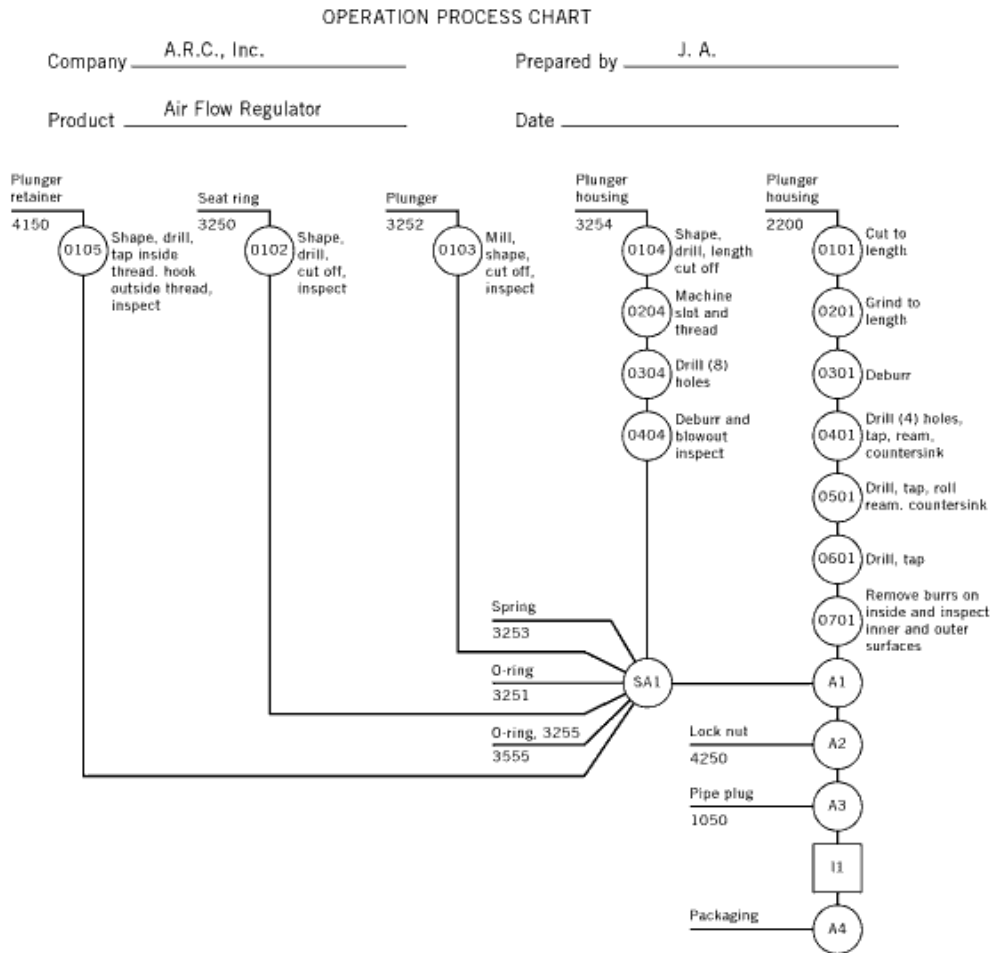 OPERATION PROCESS CHART
Company A.R.C., Inc.
Prepared by J. A.
Product Air Flow Regulator
Date
Plunger
retainer
4150
0105
Shape, drill,
tap inside
thread. hook
outside thread,
inspect
Seat ring
3250
0102
Shape,
drill,
cut off,
inspect
Plunger
3252
0103
Mill,
shape,
cut off,
inspect
Plunger
housing
3254
0104
Shape,
drill, length
cut off
0204
Machine
slot and
thread
0304
Drill (8)
holes
0404
Deburr and
blowout
inspect
Plunger
housing
2200
0101
Cut to
length
0201
Grind to
length
0301
Deburr
0401
Drill (4) holes,
tap, ream,
countersink
0501
Drill, tap, roll
ream. countersink
0601
Drill, tap
0701
Remove burrs on
inside and inspect
inner and outer
surfaces
Spring
3253
O-ring
3251
O-ring, 3255
3555
SA1
A1
Lock nut
4250
A2
Pipe plug
1050
A3
I1
Packaging
A4